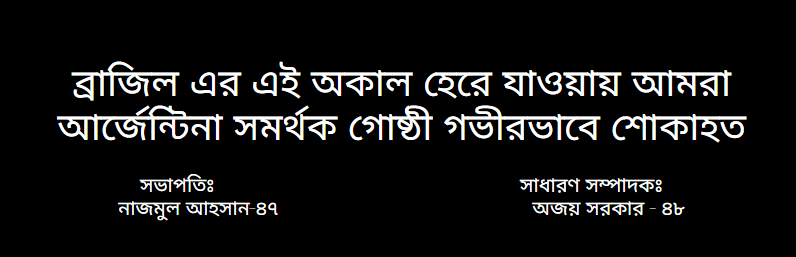 ব্রাজিল এর এই অকাল হেরে যাওয়ায় আমরা
আর্জেন্টিনা সমর্থক গোষ্ঠী গভীরভাবে শোকাহত
সভাপতিঃ
নাজমুল আহসান-৪৭
সাধারণ সম্পাদকঃ
অজয় সরকার - ৪৮